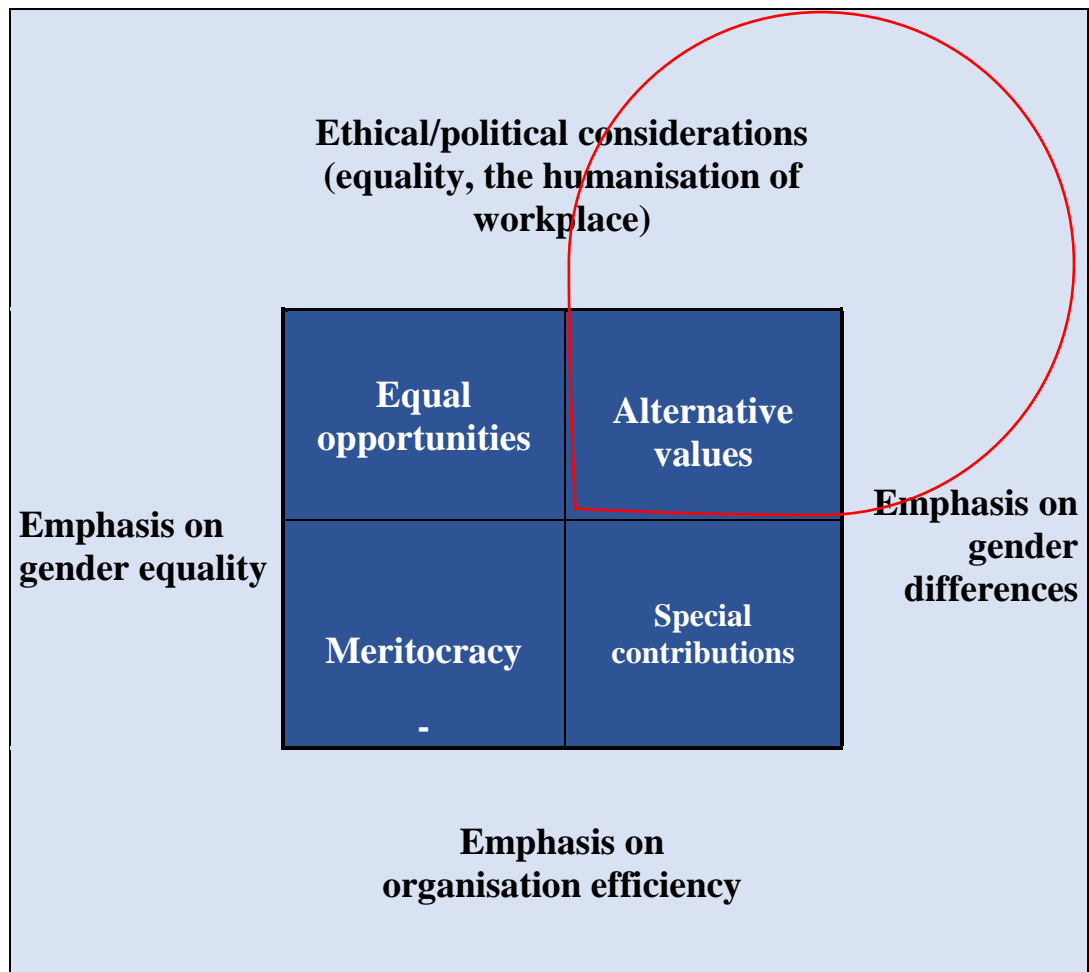 Ethical/political considerations
(equality, the humanisation of
workplace)
Equal
opportunities
Alternative
values
Emphasis on
gender equality
Emphasis on
gender
differences
Meritocracy
-
Special
contributions
Emphasis on
organisation efficiency